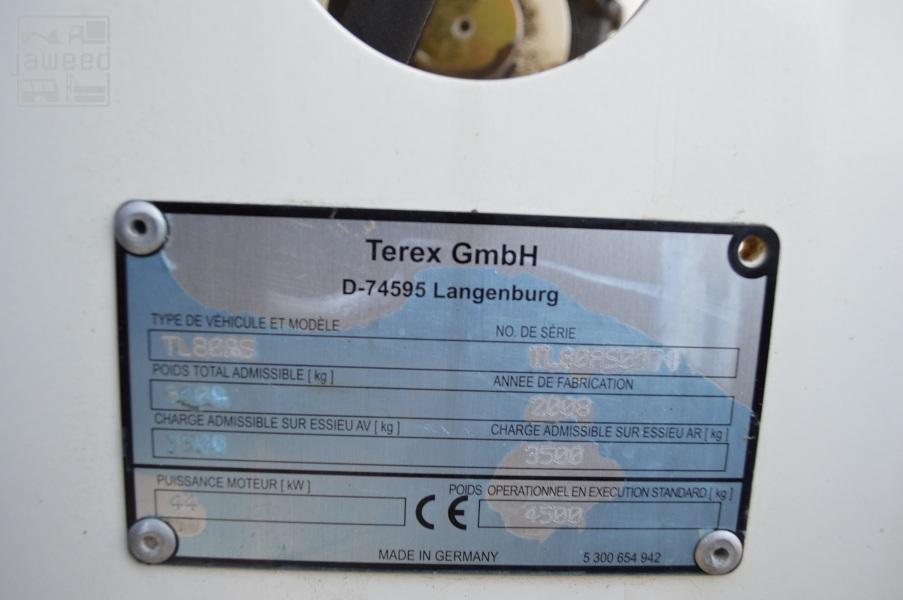 jaweed
Terex GmbH
D-74595 Langenburg
TYPE DE VÉHICULE ET MODÈLE NO. DE SÉRIE
TL80AS
POIDS TOTAL ADMISSIBLE [ kg ] ANNEE DE FABRICATION
2008
CHARGE ADMISSIBLE SUR ESSIEU AV [ kg ] CHARGE ADMISSIBLE SUR ESSIEU AR [ kg ]
3500
PUISSANCE MOTEUR [ kW ] POIDS OPERATIONNEL EN EXECUTION STANDARD [ kg ]
44 CE 4500
MADE IN GERMANY 5 300 654 942